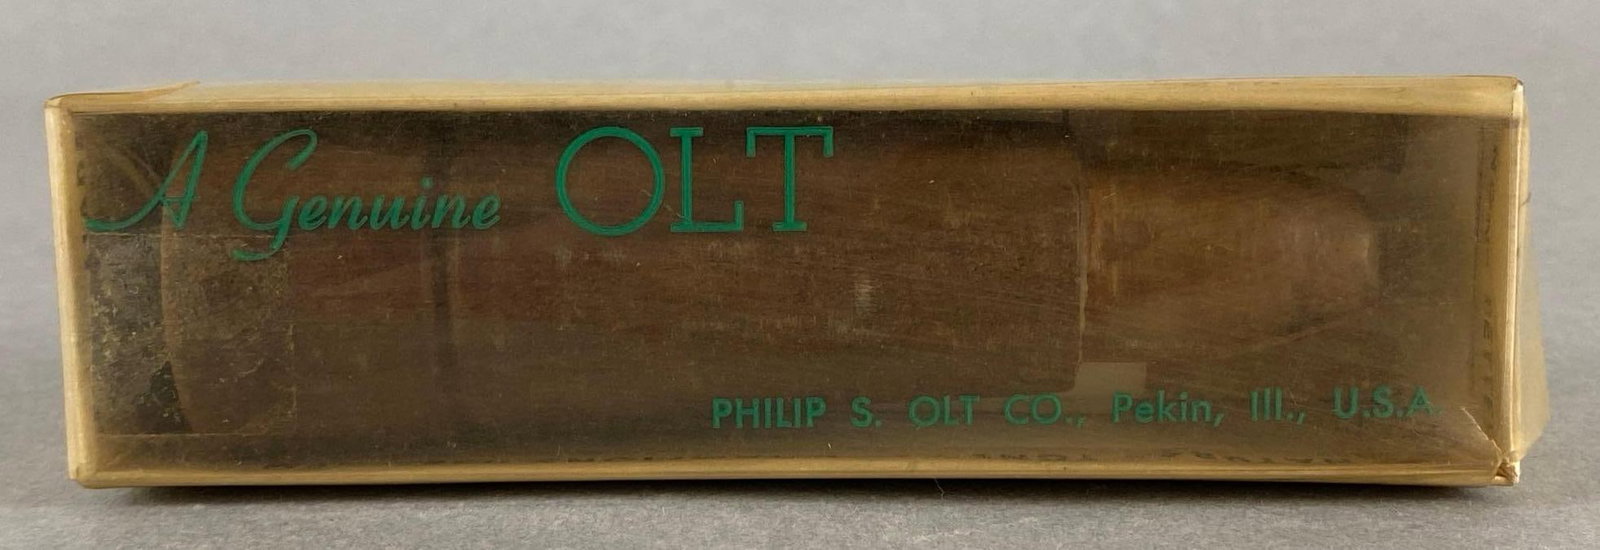 A Genuine OLT
PHILIP S. OLT CO., Pekin, Ill., U.S.A.